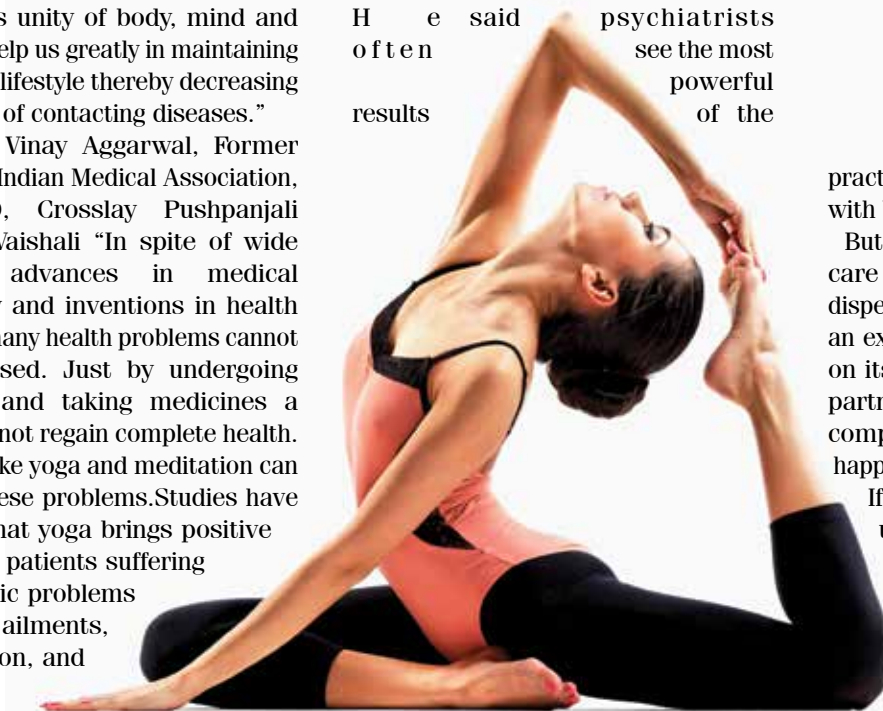 unity of body, mind and
elp us greatly in maintaining
lifestyle thereby decreasing
of contacting diseases.”
Vinay Aggarwal, Former
Indian Medical Association,
, Crosslay Pushpanjali
Vaishali “In spite of wide
advances in medical
and inventions in health
many health problems cannot
sed. Just by undergoing
and taking medicines a
not regain complete health.
ke yoga and meditation can
ese problems.Studies have
hat yoga brings positive
patients suffering
ic problems
ailments,
on, and
H e said psychiatrists
often see the most
powerful
results of the
pract
with
But
care
dispe
an ex
on its
partn
comp
happ
If
u